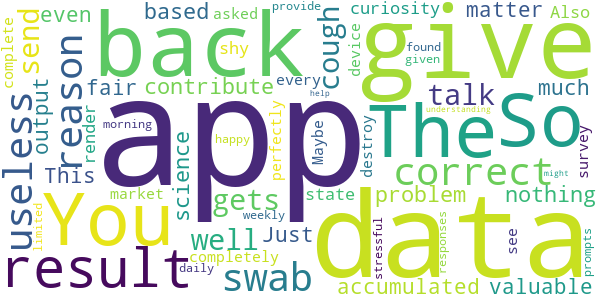 complete even send based asked back cough shy curiosity matter Also
provide device found given every much
give
reason fair contribute
The So
talk
useless output render science app perfectly Maybe destroy help
morning happy understanding might
correct survey
This You gets state problem nothing
market Just well weekly data
limited result daily completely swab accumulated valuable
stressful responses see prompts